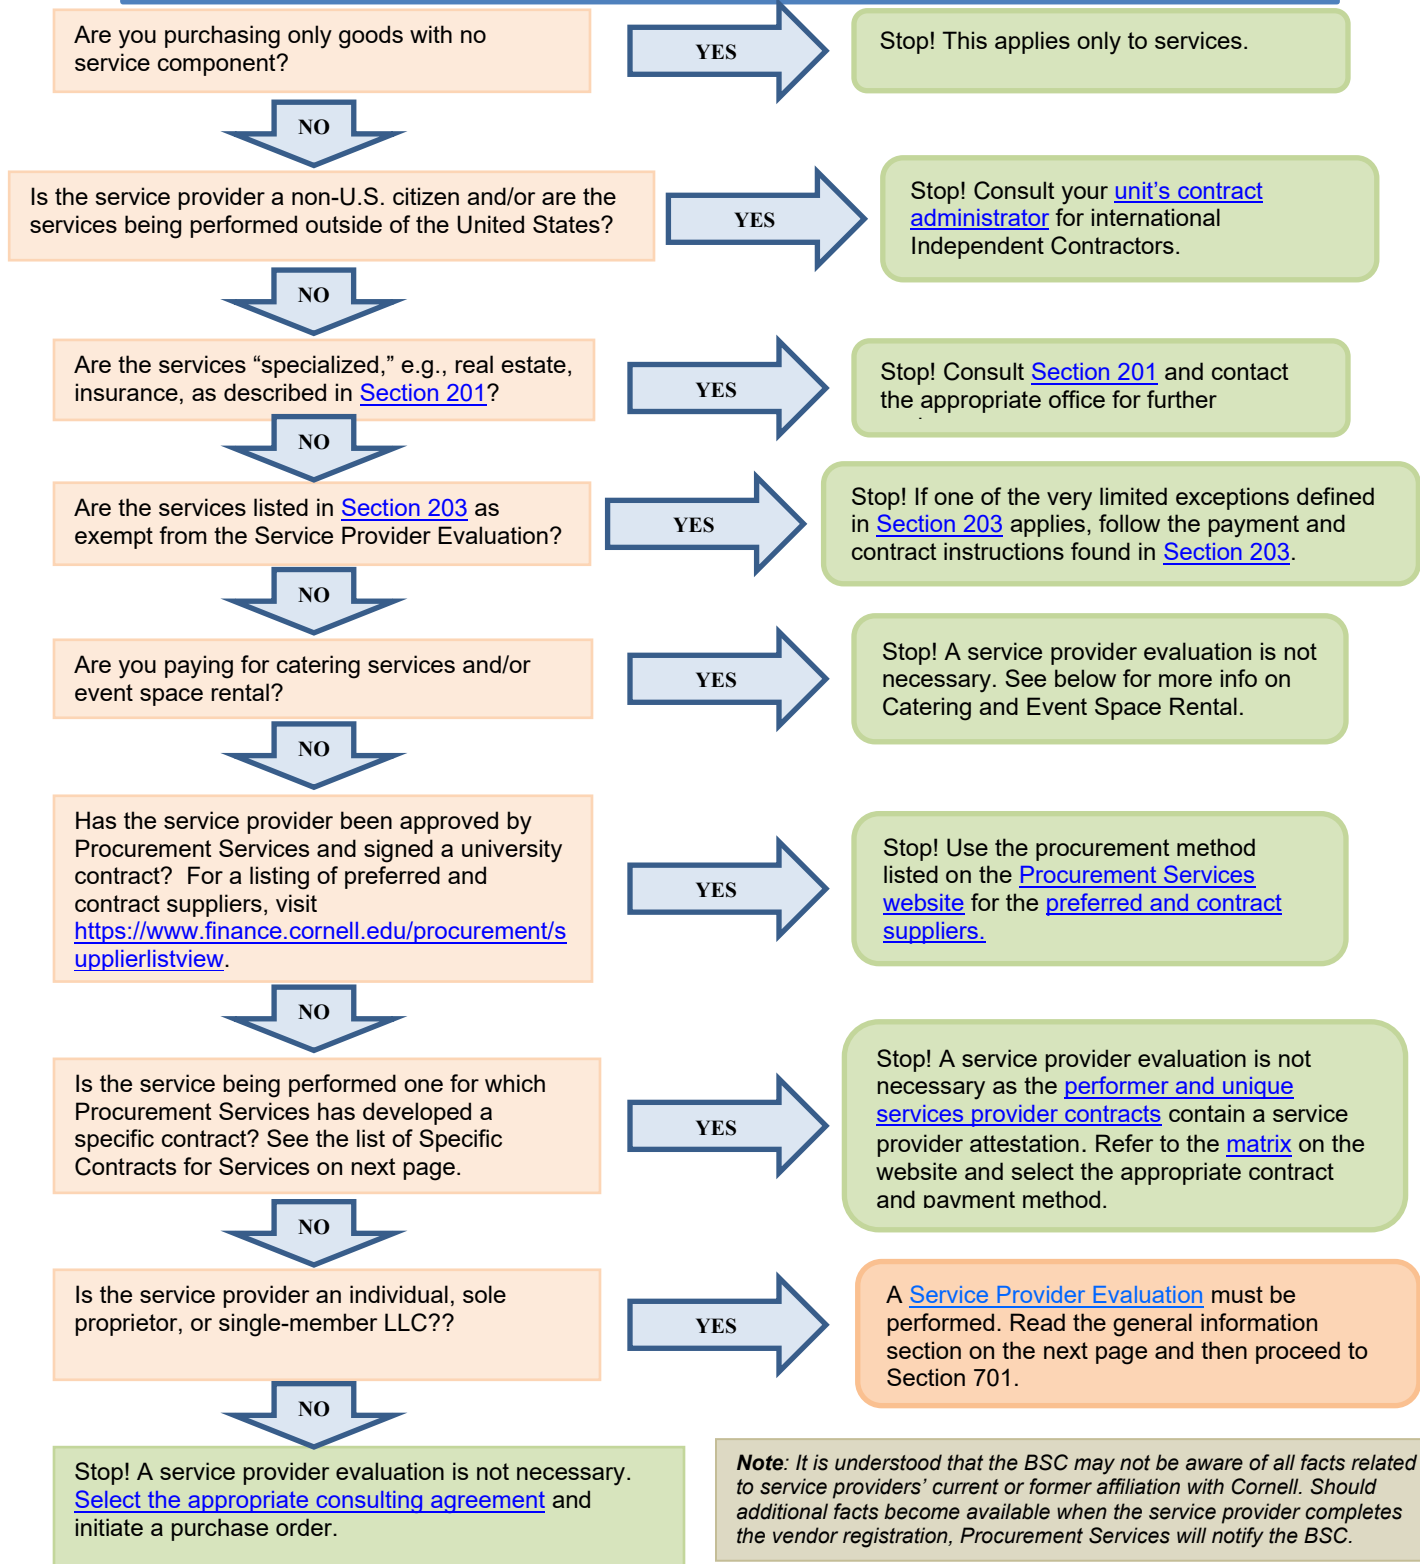 Are you purchasing only goods with no
service component?
YES
Stop! This applies only to services.
NO
Is the service provider a non-U.S. citizen and/or are the
services being performed outside of the United States?
YES
Stop! Consult your unit's contract
administrator for international
Independent Contractors.
NO
Are the services “specialized,” e.g., real estate,
insurance, as described in Section 201?
YES
Stop! Consult Section 201 and contact
the appropriate office for further
NO
Are the services listed in Section 203 as
exempt from the Service Provider Evaluation?
YES
Stop! If one of the very limited exceptions defined
in Section 203 applies, follow the payment and
contract instructions found in Section 203.
NO
Are you paying for catering services and/or
event space rental?
YES
Stop! A service provider evaluation is not
necessary. See below for more info on
Catering and Event Space Rental.
NO
Has the service provider been approved by
Procurement Services and signed a university
contract?  For a listing of preferred and
contract suppliers, visit
https://www.finance.cornell.edu/procurement/s
upplierlistview.
YES
Stop! Use the procurement method
listed on the Procurement Services
website for the preferred and contract
suppliers.
NO
Is the service being performed one for which
Procurement Services has developed a
specific contract? See the list of Specific
Contracts for Services on next page.
YES
Stop! A service provider evaluation is not
necessary as the performer and unique
services provider contracts contain a service
provider attestation. Refer to the matrix on the
website and select the appropriate contract
and payment method.
NO
Is the service provider an individual, sole
proprietor, or single-member LLC??
YES
A Service Provider Evaluation must be
performed. Read the general information
section on the next page and then proceed to
Section 701.
NO
Stop! A service provider evaluation is not necessary.
Select the appropriate consulting agreement and
initiate a purchase order.
Note: It is understood that the BSC may not be aware of all facts related
to service providers' current or former affiliation with Cornell. Should
additional facts become available when the service provider completes
the vendor registration, Procurement Services will notify the BSC.